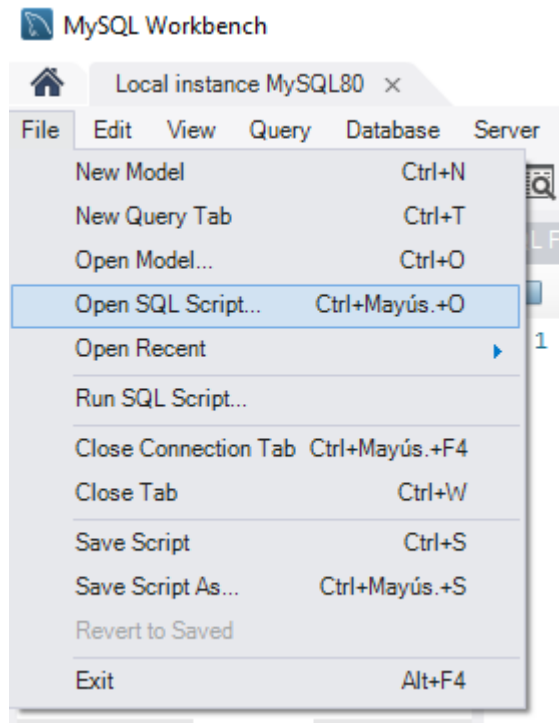 MySQL Workbench
Local instance MySQL80 ×
File Edit View Query Database Server
New Model Ctrl+N
New Query Tab Ctrl+T
Open Model... Ctrl+O
Open SQL Script... Ctrl+Mayús.+O
1
Open Recent
Run SQL Script...
Close Connection Tab Ctrl+Mayús.+F4
Close Tab Ctrl+W
Save Script Ctrl+S
Save Script As... Ctrl+Mayús.+S
Revert to Saved
Exit Alt+F4